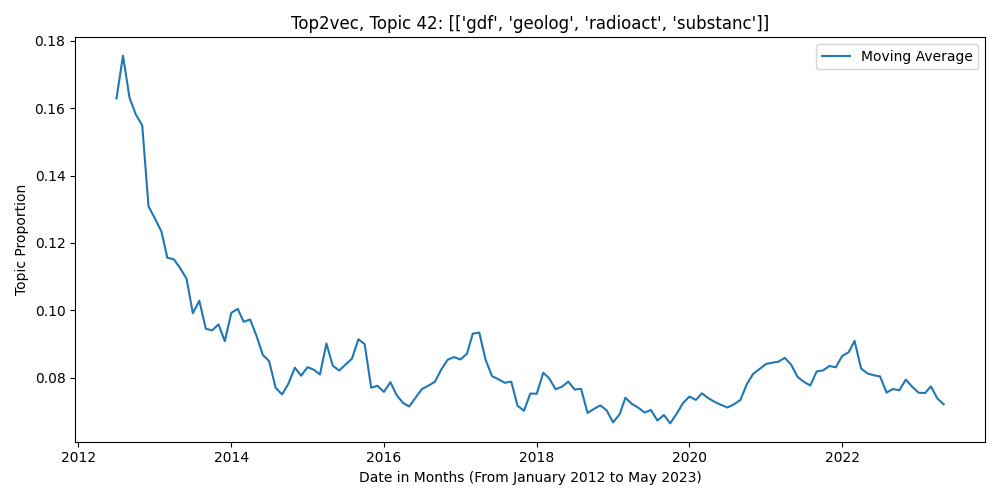 Top2vec, Topic 42: [['gdf', 'geolog', 'radioact', 'substanc']]
Moving Average
Topic Proportion
0.18
0.16
0.14
0.12
0.10
0.08
2012 2014 2016 2018 2020 2022
Date in Months (From January 2012 to May 2023)